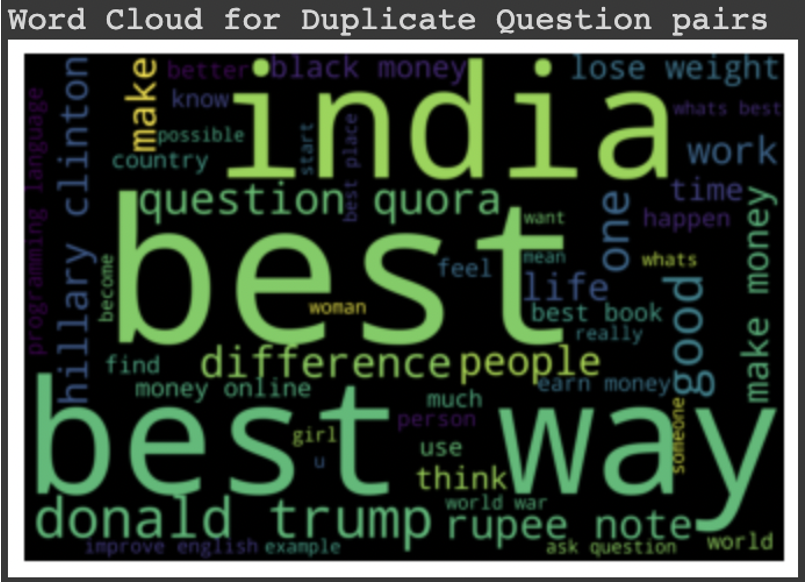 Word Cloud for Duplicate Question pairs
better
black money
lose weight
make
know
india
whats best
possible
start
best place
country
work
hillary clinton
programming language
question quora
time
want
one
happen
best
become
feel
mean
whats
life
woman
best book
good
make money
really
find
difference
people
money online
earn money
best way
much
person
someone
girl
use
u
think
donald trump
world war
rupee note
improve english
example
ask question
world